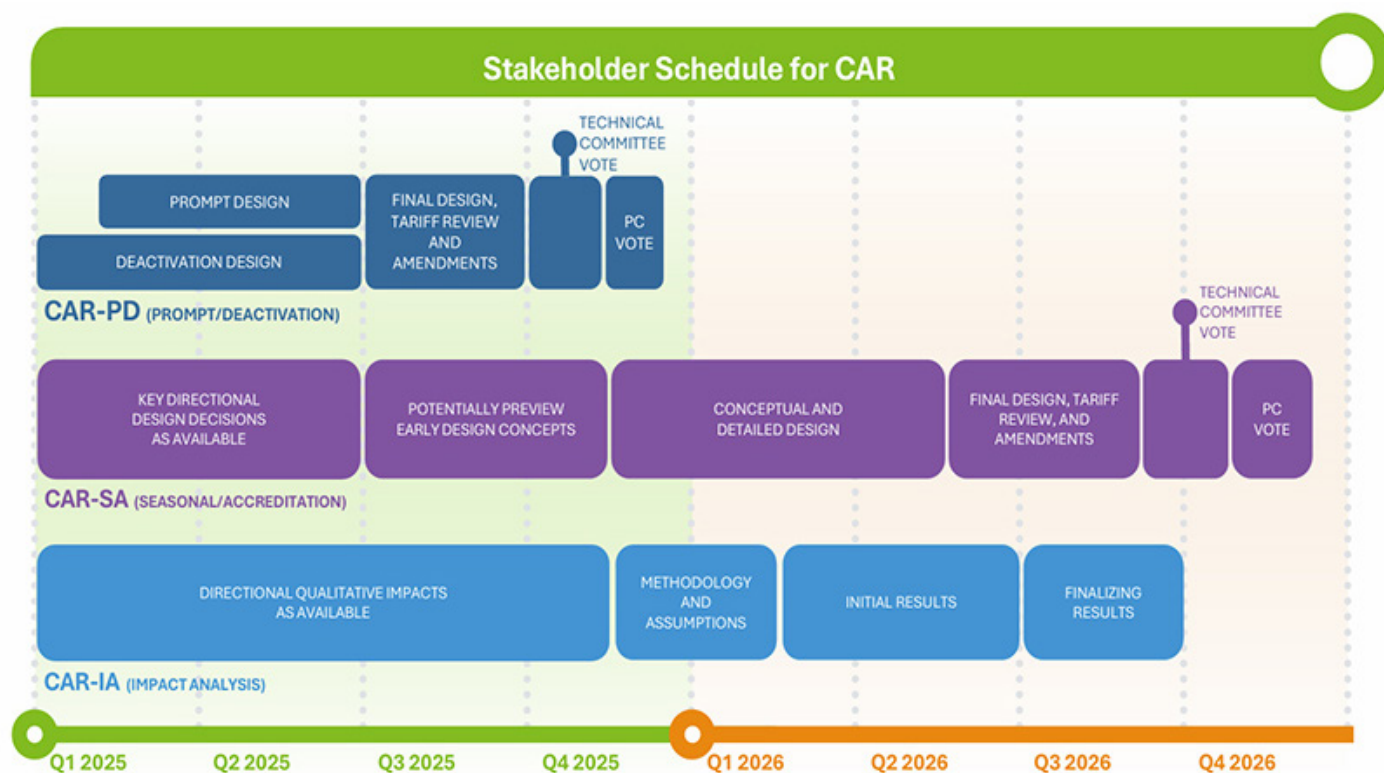 Stakeholder Schedule for CAR
TECHNICAL
COMMITTEE
VOTE
PROMPT DESIGN
DEACTIVATION DESIGN
FINAL DESIGN,
TARIFF REVIEW
AND
AMENDMENTS
PC
VOTE
CAR-PD (PROMPT/DEACTIVATION)
TECHNICAL
COMMITTEE
VOTE
KEY DIRECTIONAL
DESIGN DECISIONS
AS AVAILABLE
POTENTIALLY PREVIEW
EARLY DESIGN CONCEPTS
CONCEPTUAL AND
DETAILED DESIGN
FINAL DESIGN, TARIFF
REVIEW, AND
AMENDMENTS
PC
VOTE
CAR-SA (SEASONAL/ACCREDITATION)
DIRECTIONAL QUALITATIVE IMPACTS
AS AVAILABLE
METHODOLOGY
AND
ASSUMPTIONS
INITIAL RESULTS
FINALIZING
RESULTS
CAR-IA (IMPACT ANALYSIS)
Q1 2025 Q2 2025 Q3 2025 Q4 2025 Q1 2026 Q2 2026 Q3 2026 Q4 2026